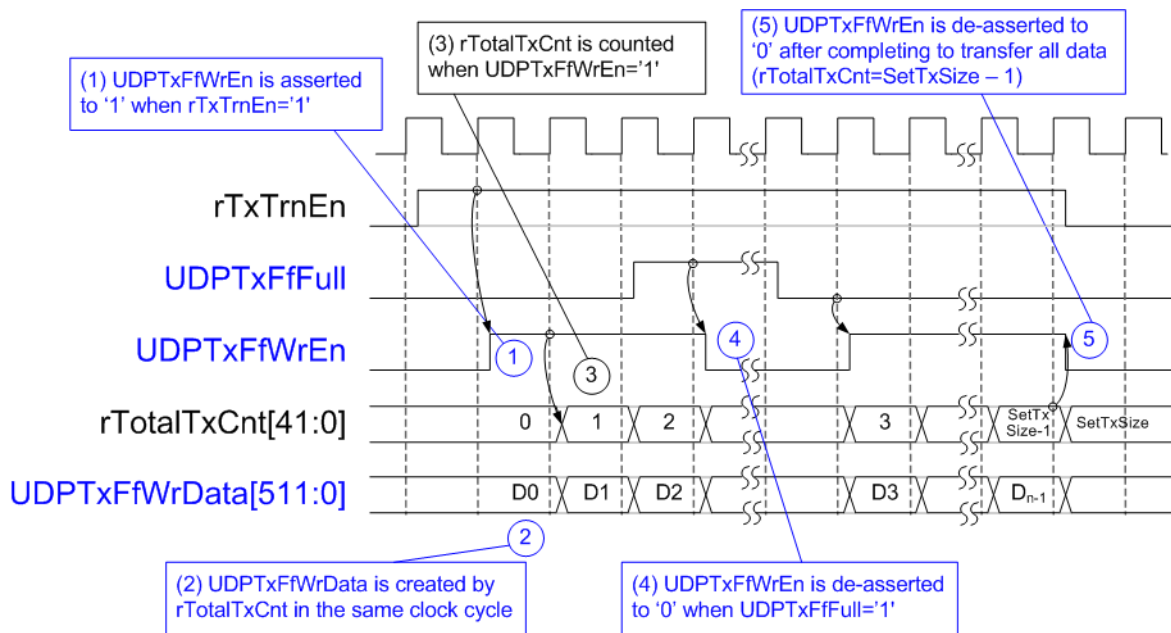 (5) UDPTxFfWrEn is de-asserted to
‘0’ after completing to transfer all data
(rTotalTxCnt=SetTxSize – 1)
(3) rTotalTxCnt is counted
when UDPTxFfWrEn=’1’
(1) UDPTxFfWrEn is asserted
to ‘1’ when rTxTrnEn=’1’
rTxTrnEn
UDPTxFfFull
UDPTxFfWrEn
1
3
4
5
rTotalTxCnt[41:0]
0
1
2
3
SetTx
Size-1
SetTxSize
UDPTxFfWrData[511:0]
D0
D1
D2
D3
Dn-1
2
(2) UDPTxFfWrData is created by
rTotalTxCnt in the same clock cycle
(4) UDPTxFfWrEn is de-asserted
to ‘0’ when UDPTxFfFull=’1’